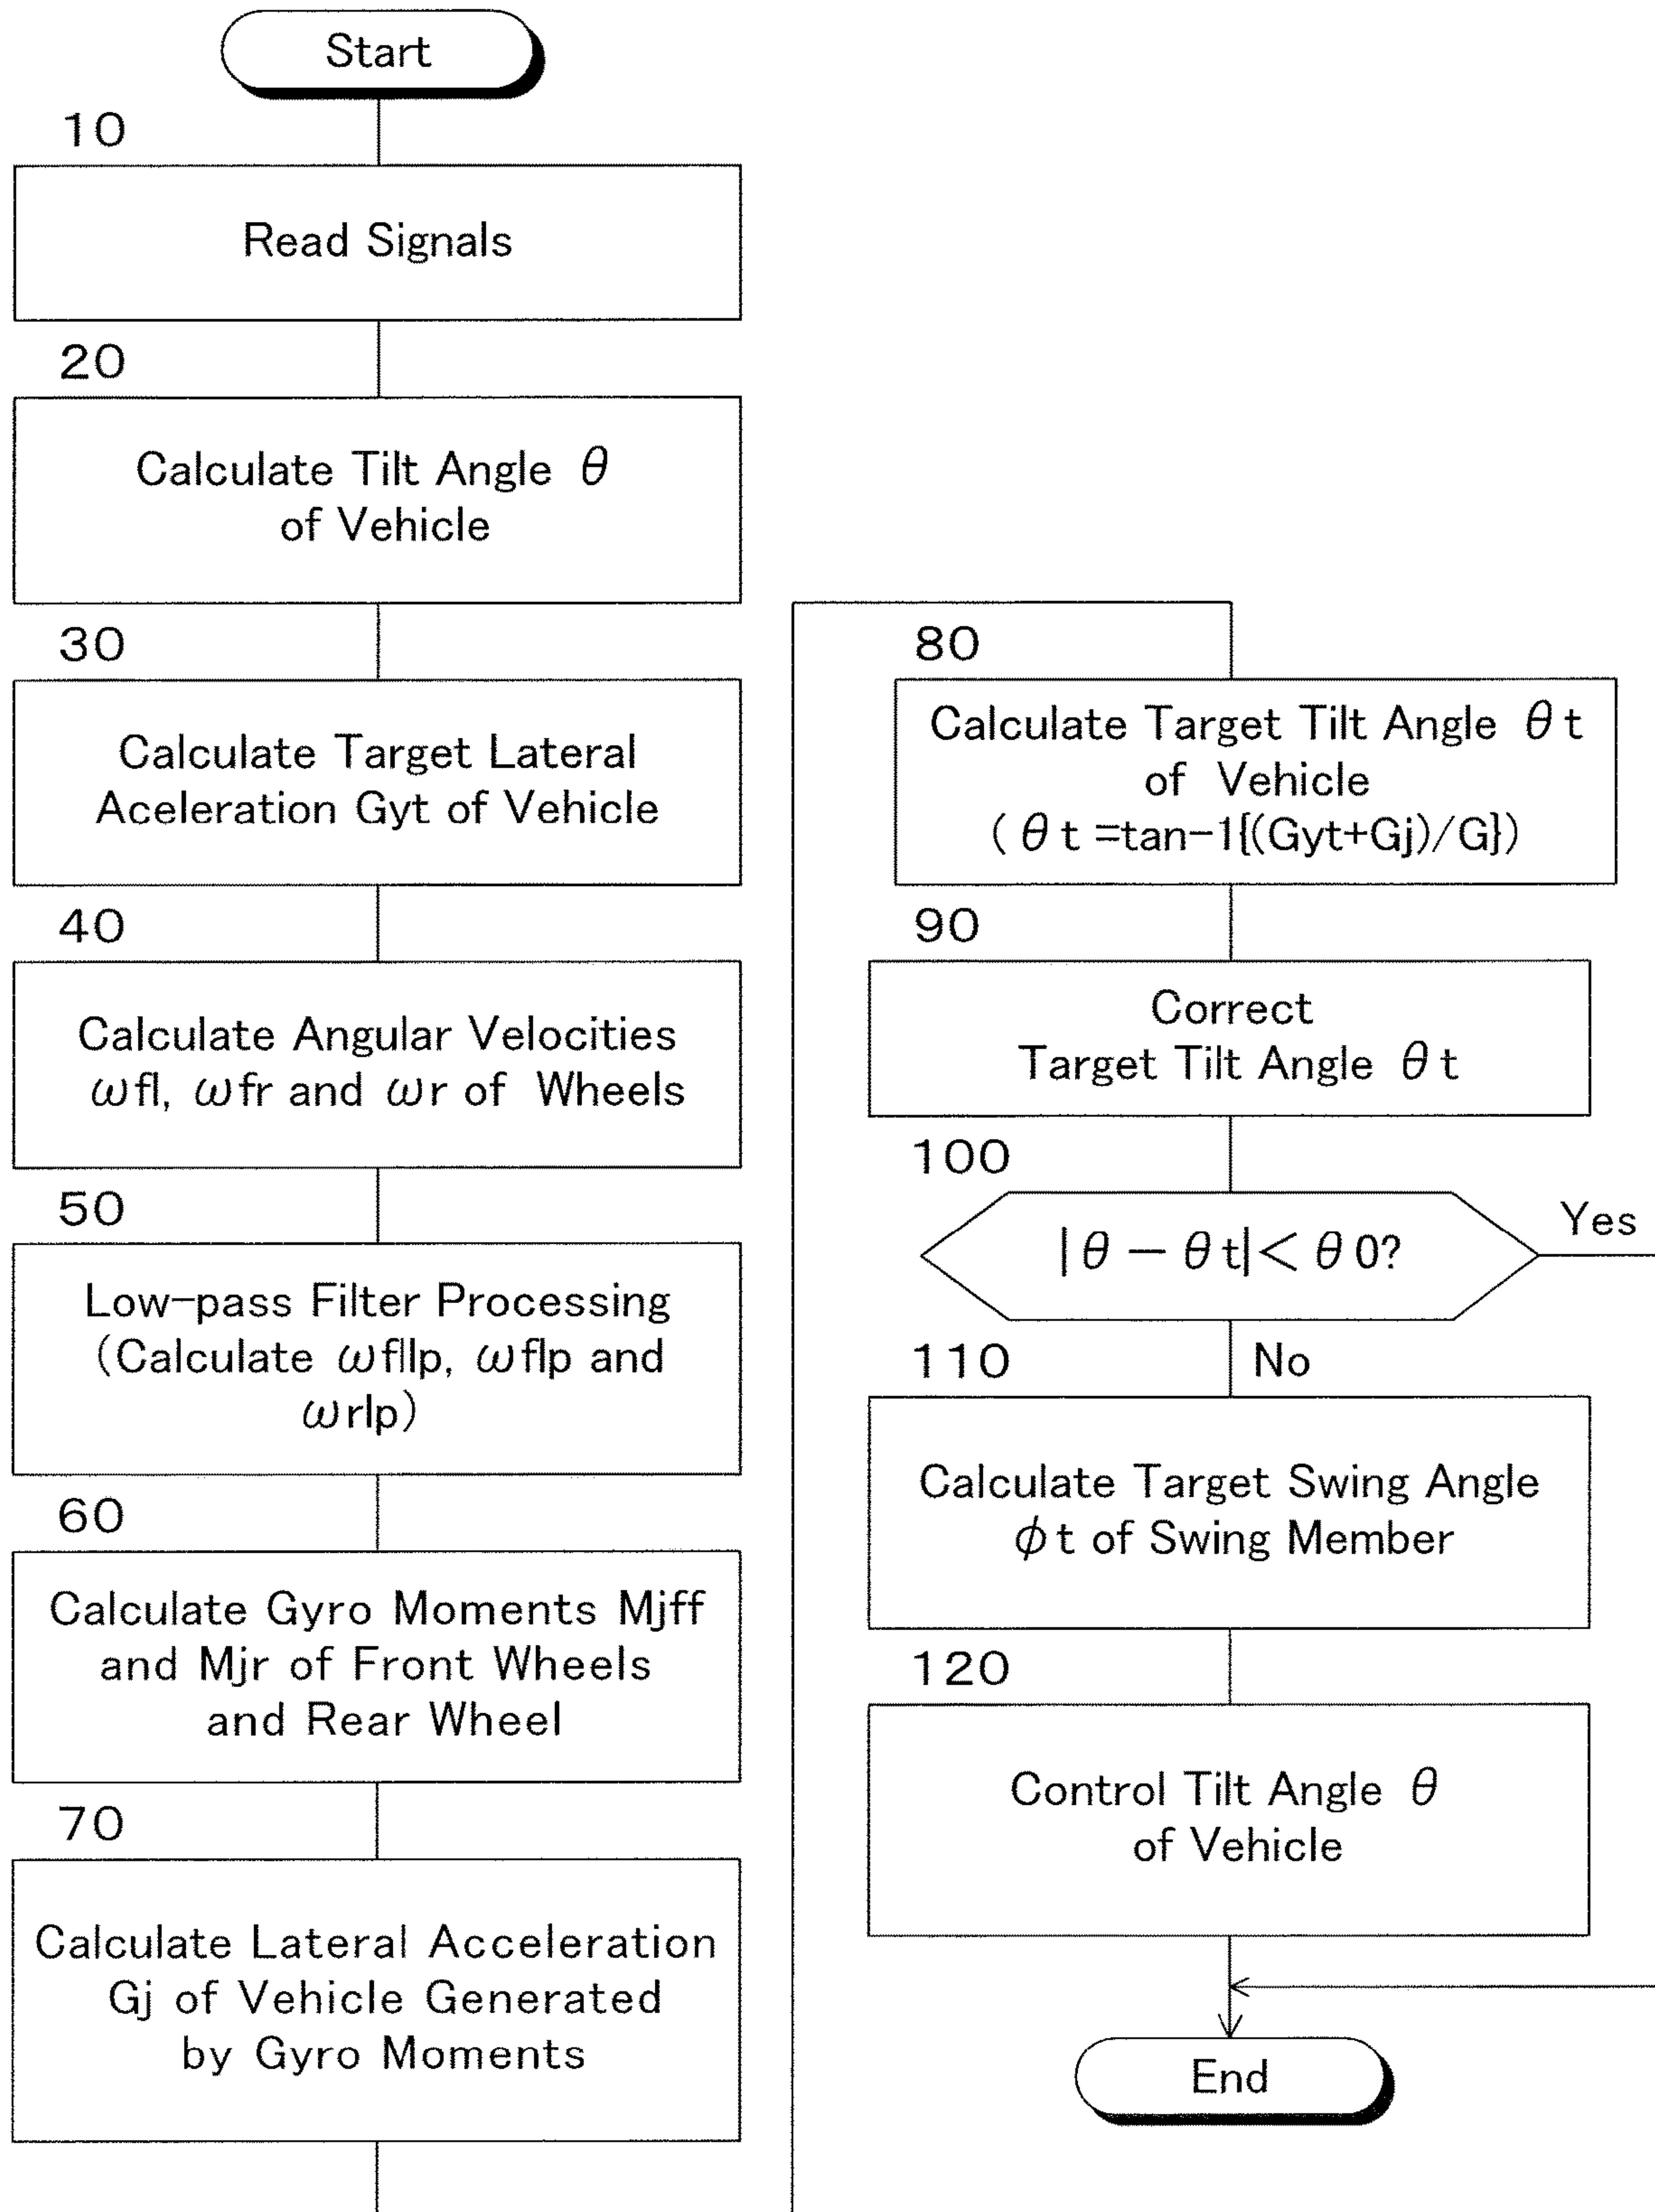 Start
10
Read Signals
20
Calculate Tilt Angle θ
of Vehicle
30
Calculate Target Lateral
Aceleration Gyt of Vehicle
40
Calculate Angular Velocities
ωfl, ωfr and ωr of Wheels
50
Low-pass Filter Processing
(Calculate ωfllp, ωflp and
ωrlp)
60
Calculate Gyro Moments Mjff
and Mjr of Front Wheels
and Rear Wheel
70
Calculate Lateral Acceleration
Gj of Vehicle Generated
by Gyro Moments
80
Calculate Target Tilt Angle θt
of Vehicle
(θt=tan-1{(Gyt+Gj)/G})
90
Correct
Target Tilt Angle θt
100
|θ-θt|<θ0?
Yes
110
No
Calculate Target Swing Angle
φt of Swing Member
120
Control Tilt Angle θ
of Vehicle
End